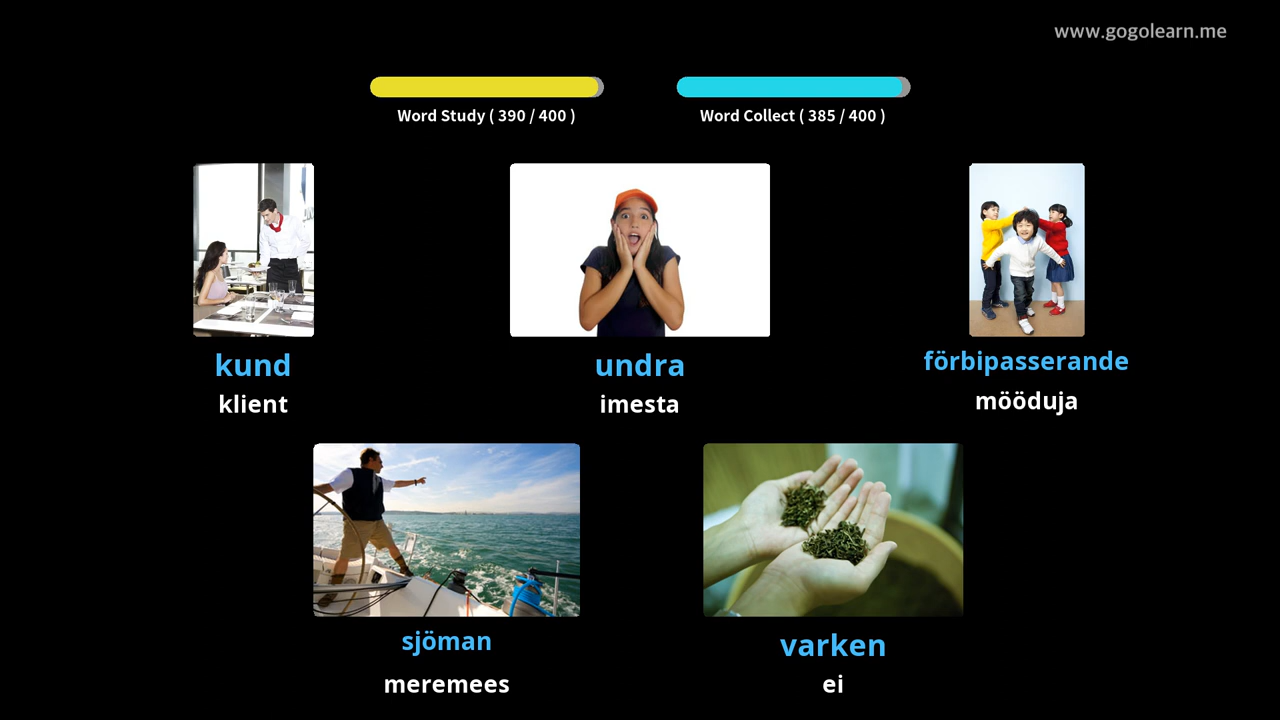 www.gogolearn.me
Word Study ( 390 / 400 )
Word Collect ( 385 / 400 )
kund
klient
undra
imesta
förbipasserande
mööduja
sjöman
meremees
varken
ei